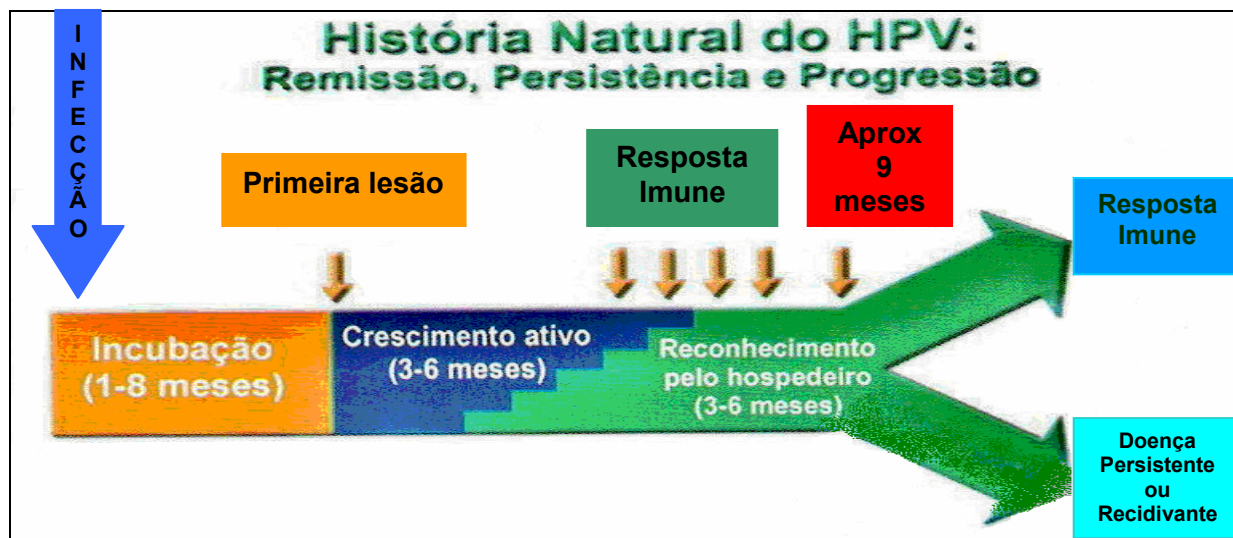 INFECÇÃO
História Natural do HPV:
Remissão, Persistência e Progressão
Primeira lesão
Resposta
Imune
Aprox
9
meses
Resposta
Imune
Incubação
(1-8 meses)
Crescimento ativo
(3-6 meses)
Reconhecimento
pelo hospedeiro
(3-6 meses)
Doença
Persistente
ou
Recidivante